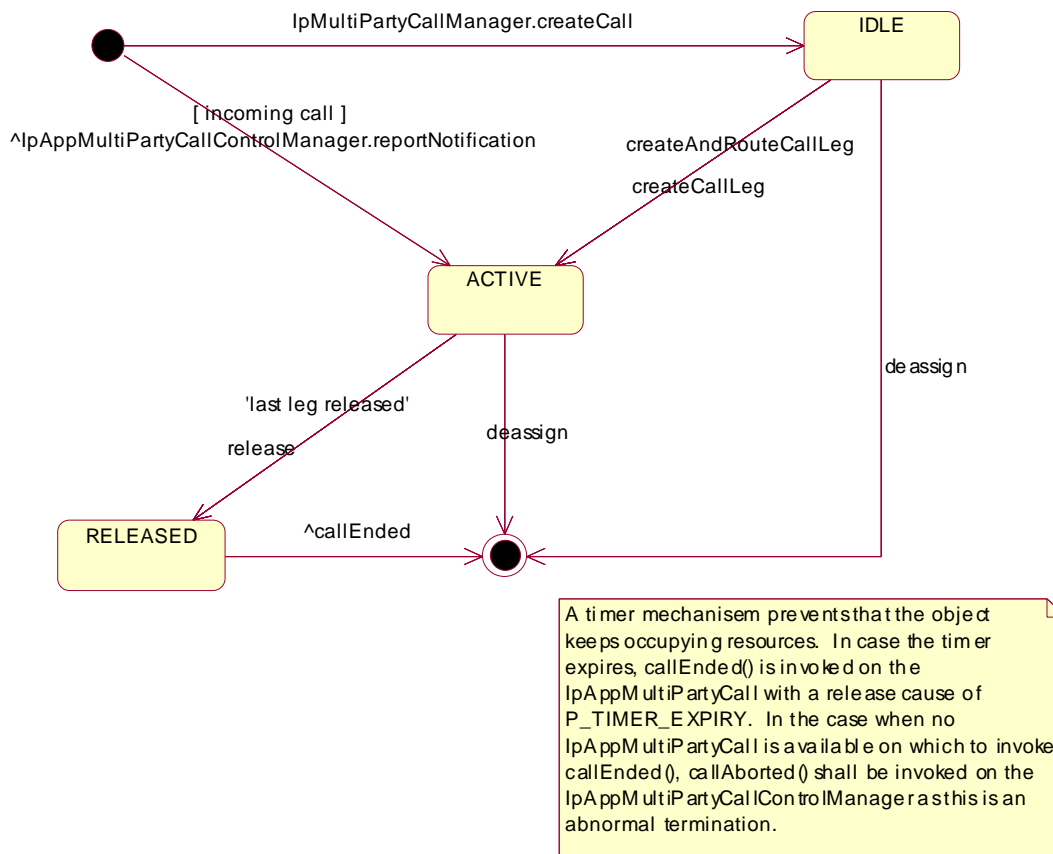 IpMultiPartyCallManager.createCall
IDLE
[ incoming call ]
^IpAppMultiPartyCallControlManager.reportNotification
createAndRouteCallLeg
createCallLeg
ACTIVE
deassign
'last leg released'
release
deassign
RELEASED
^callEnded
A timer mechanisem prevents that the object
keeps occupying resources. In case the timer
expires, callEnded() is invoked on the
IpAppMultiPartyCall with a release cause of
P_TIMER_EXPIRY. In the case when no
IpAppMultiPartyCall is available on which to invoke
callEnded(), callAborted() shall be invoked on the
IpAppMultiPartyCallControlManager as this is an
abnormal termination.